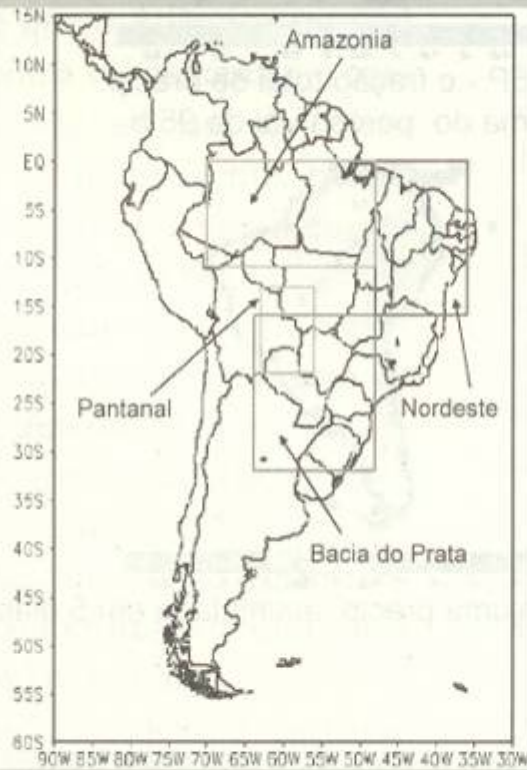 15N
Amazonia
10N
5N
EQ
5S
10S
15S
20S
Pantanal
Nordeste
25S
30S
35S
Bacia do Prata
40S
45S
50S
55S
60S
90W 85W 80W 75W 70W 65W 60W 55W 50W 45W 40W 35W 30W